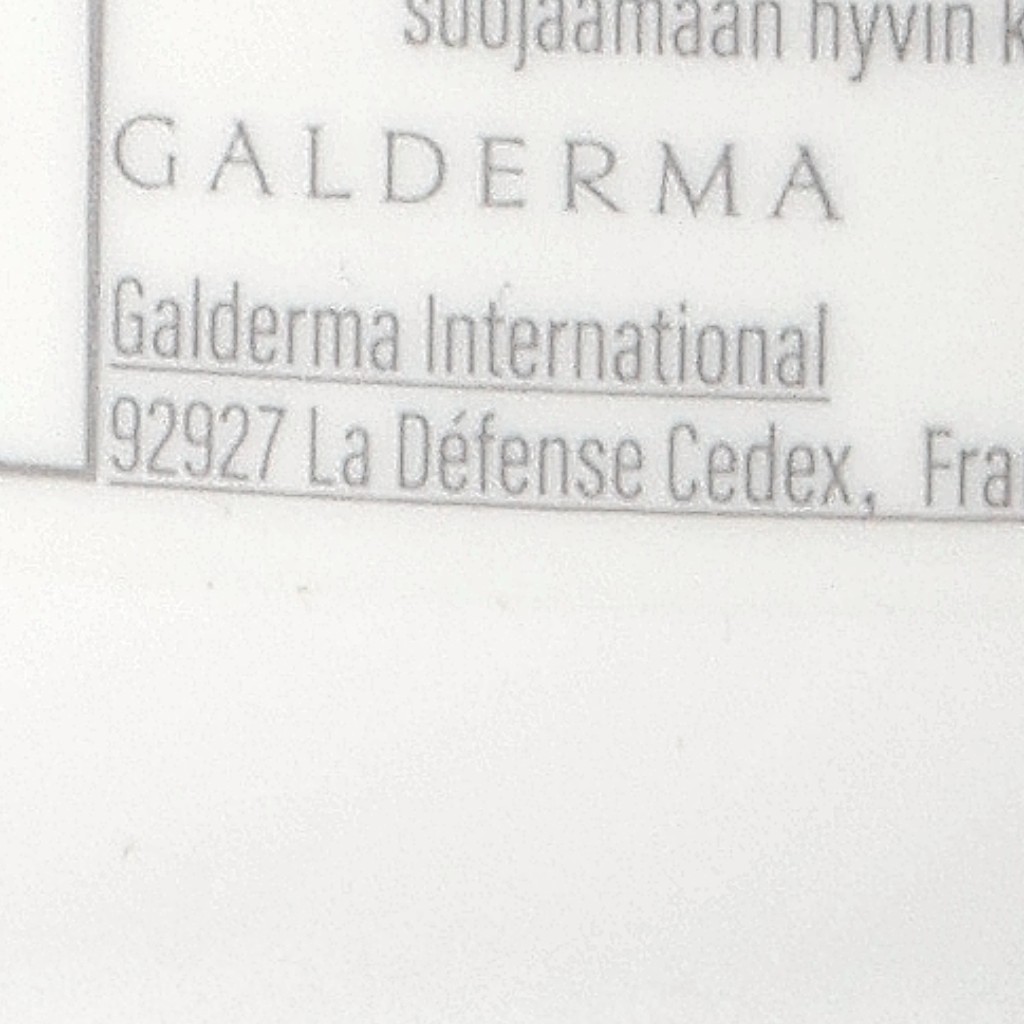 suojaamaan hyvin
GALDERMA
Galderma International
92927 La Défense Cedex,